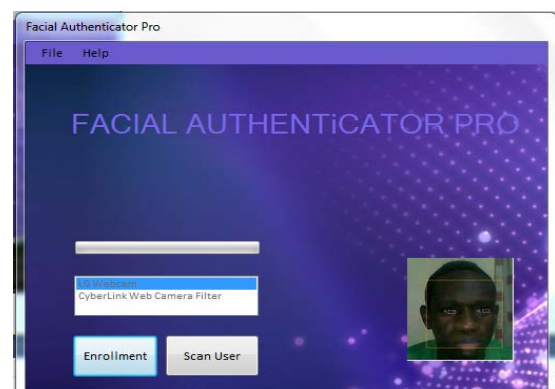 Facial Authenticator Pro
File Help
FACIAL AUTHENTiCATOR PRO
LG Webcam
CyberLink Web Camera Filter
Enrollment Scan User